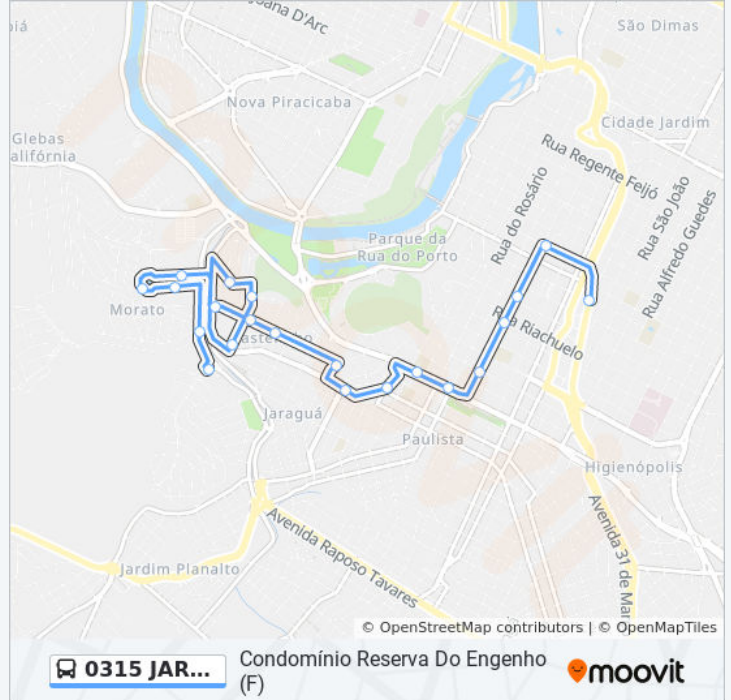 Joana D'Arc
São Dimas
Nova Piracicaba
Cidade Jardim
Glebas
alifórnia
Rua Regente Feijó
Rua do Rosário
Rua São João
Rua Alfredo Guedes
Parque da
Rua do Porto
Morato
Rua Riachuelo
Jaraguá
Paulista
Higienópolis
Avenida 31 de Mar
Avenida Raposo Tavares
Jardim Planalto
© OpenStreetMap contributors | © OpenMapTiles
0315 JAR...
Condomínio Reserva Do Engenho
(F)
moovit